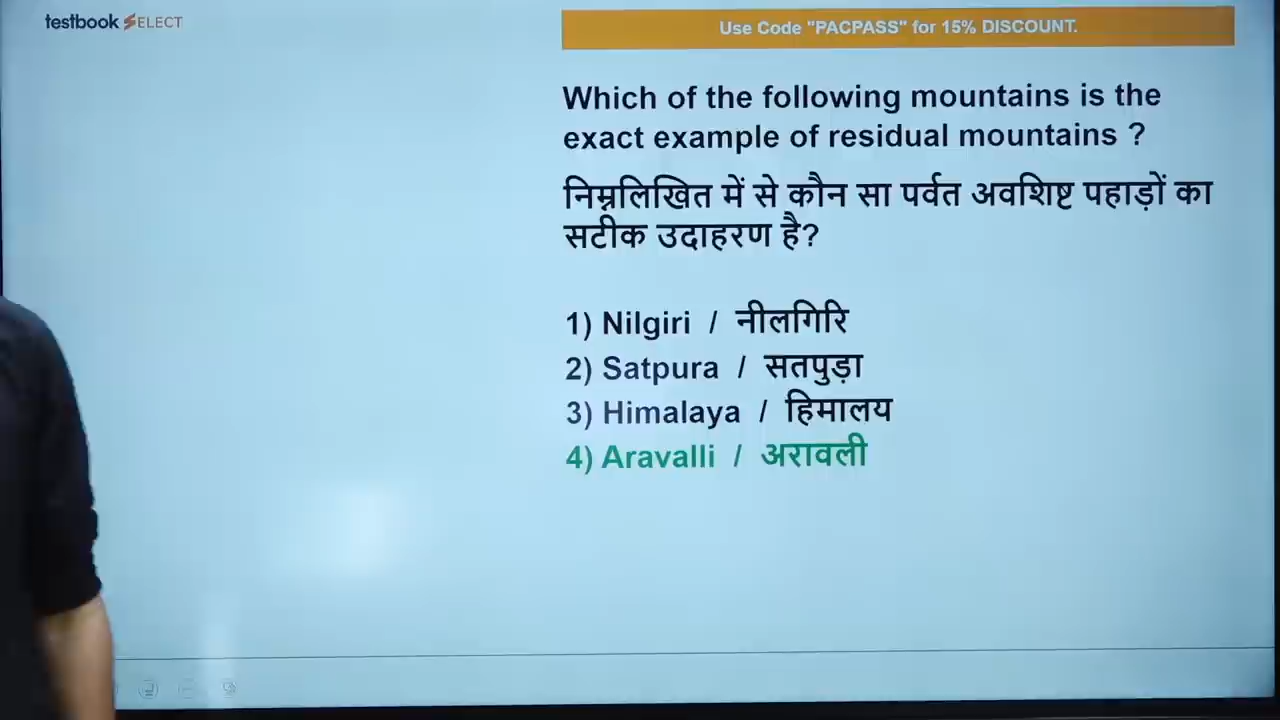 testbook SELECT
Use Code "PACPASS" for 15% DISCOUNT.
Which of the following mountains is the
exact example of residual mountains ?
निम्नलिखित में से कौन सा पर्वत अवशिष्ट पहाड़ों का
सटीक उदाहरण है?
1) Nilgiri / नीलगिरि
2) Satpura / सतपुड़ा
3) Himalaya / हिमालय
4) Aravalli / अरावली